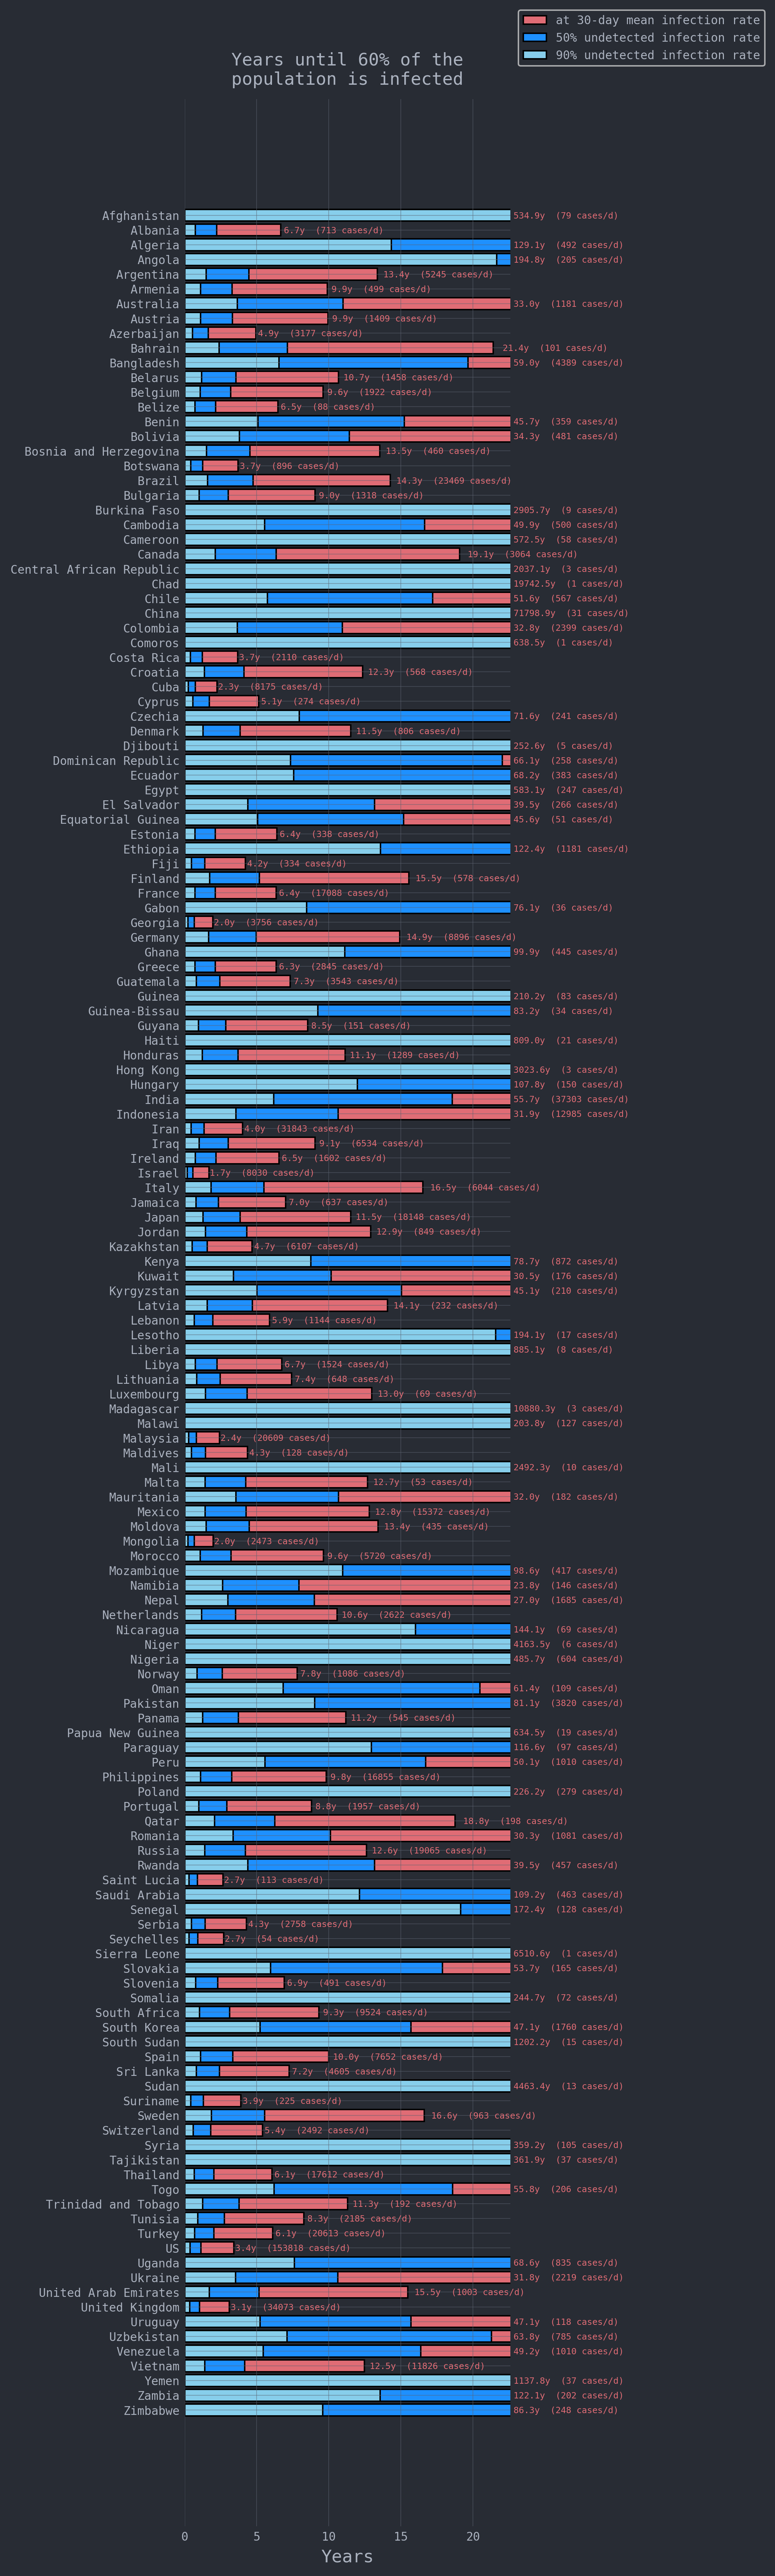 at 30-day mean infection rate
50% undetected infection rate
90% undetected infection rate
Years until 60% of the
population is infected
Afghanistan 534.9y (79 cases/d)
Albania 6.7y (713 cases/d)
Algeria 129.1y (492 cases/d)
Angola 194.8y (205 cases/d)
Argentina 13.4y (5245 cases/d)
Armenia 9.9y (499 cases/d)
Australia 33.0y (1181 cases/d)
Austria 9.9y (1409 cases/d)
Azerbaijan 4.9y (3177 cases/d)
Bahrain 21.4y (101 cases/d)
Bangladesh 59.0y (4389 cases/d)
Belarus 10.7y (1458 cases/d)
Belgium 9.6y (1922 cases/d)
Belize 6.5y (88 cases/d)
Benin 45.7y (359 cases/d)
Bolivia 34.3y (481 cases/d)
Bosnia and Herzegovina 13.5y (460 cases/d)
Botswana 3.7y (896 cases/d)
Brazil 14.3y (23469 cases/d)
Bulgaria 9.0y (1318 cases/d)
Burkina Faso 2905.7y (9 cases/d)
Cambodia 49.9y (500 cases/d)
Cameroon 572.5y (58 cases/d)
Canada 19.1y (3064 cases/d)
Central African Republic 2037.1y (3 cases/d)
Chad 19742.5y (1 cases/d)
Chile 51.6y (567 cases/d)
China 71798.9y (31 cases/d)
Colombia 32.8y (2399 cases/d)
Comoros 638.5y (1 cases/d)
Costa Rica 3.7y (2110 cases/d)
Croatia 12.3y (568 cases/d)
Cuba 2.3y (8175 cases/d)
Cyprus 5.1y (274 cases/d)
Czechia 71.6y (241 cases/d)
Denmark 11.5y (806 cases/d)
Djibouti 252.6y (5 cases/d)
Dominican Republic 66.1y (258 cases/d)
Ecuador 68.2y (383 cases/d)
Egypt 583.1y (247 cases/d)
El Salvador 39.5y (266 cases/d)
Equatorial Guinea 45.6y (51 cases/d)
Estonia 6.4y (338 cases/d)
Ethiopia 122.4y (1181 cases/d)
Fiji 4.2y (334 cases/d)
Finland 15.5y (578 cases/d)
France 6.4y (17088 cases/d)
Gabon 76.1y (36 cases/d)
Georgia 2.0y (3756 cases/d)
Germany 14.9y (8896 cases/d)
Ghana 99.9y (445 cases/d)
Greece 6.3y (2845 cases/d)
Guatemala 7.3y (3543 cases/d)
Guinea 210.2y (83 cases/d)
Guinea-Bissau 83.2y (34 cases/d)
Guyana 8.5y (151 cases/d)
Haiti 809.0y (21 cases/d)
Honduras 11.1y (1289 cases/d)
Hong Kong 3023.6y (3 cases/d)
Hungary 107.8y (150 cases/d)
India 55.7y (37303 cases/d)
Indonesia 31.9y (12985 cases/d)
Iran 4.0y (31843 cases/d)
Iraq 9.1y (6534 cases/d)
Ireland 6.5y (1602 cases/d)
Israel 1.7y (8030 cases/d)
Italy 16.5y (6044 cases/d)
Jamaica 7.0y (637 cases/d)
Japan 11.5y (18148 cases/d)
Jordan 12.9y (849 cases/d)
Kazakhstan 4.7y (6107 cases/d)
Kenya 78.7y (872 cases/d)
Kuwait 30.5y (176 cases/d)
Kyrgyzstan 45.1y (210 cases/d)
Latvia 14.1y (232 cases/d)
Lebanon 5.9y (1144 cases/d)
Lesotho 194.1y (17 cases/d)
Liberia 885.1y (8 cases/d)
Libya 6.7y (1524 cases/d)
Lithuania 7.4y (648 cases/d)
Luxembourg 13.0y (69 cases/d)
Madagascar 10880.3y (3 cases/d)
Malawi 203.8y (127 cases/d)
Malaysia 2.4y (20609 cases/d)
Maldives 4.3y (128 cases/d)
Mali 2492.3y (10 cases/d)
Malta 12.7y (53 cases/d)
Mauritania 32.0y (182 cases/d)
Mexico 12.8y (15372 cases/d)
Moldova 13.4y (435 cases/d)
Mongolia 2.0y (2473 cases/d)
Morocco 9.6y (5720 cases/d)
Mozambique 98.6y (417 cases/d)
Namibia 23.8y (146 cases/d)
Nepal 27.0y (1685 cases/d)
Netherlands 10.6y (2622 cases/d)
Nicaragua 144.1y (69 cases/d)
Niger 4163.5y (6 cases/d)
Nigeria 485.7y (604 cases/d)
Norway 7.8y (1086 cases/d)
Oman 61.4y (109 cases/d)
Pakistan 81.1y (3820 cases/d)
Panama 11.2y (545 cases/d)
Papua New Guinea 634.5y (19 cases/d)
Paraguay 116.6y (97 cases/d)
Peru 50.1y (1010 cases/d)
Philippines 9.8y (16855 cases/d)
Poland 226.2y (279 cases/d)
Portugal 8.8y (1957 cases/d)
Qatar 18.8y (198 cases/d)
Romania 30.3y (1081 cases/d)
Russia 12.6y (19065 cases/d)
Rwanda 39.5y (457 cases/d)
Saint Lucia 2.7y (113 cases/d)
Saudi Arabia 109.2y (463 cases/d)
Senegal 172.4y (128 cases/d)
Serbia 4.3y (2758 cases/d)
Seychelles 2.7y (54 cases/d)
Sierra Leone 6510.6y (1 cases/d)
Slovakia 53.7y (165 cases/d)
Slovenia 6.9y (491 cases/d)
Somalia 244.7y (72 cases/d)
South Africa 9.3y (9524 cases/d)
South Korea 47.1y (1760 cases/d)
South Sudan 1202.2y (15 cases/d)
Spain 10.0y (7652 cases/d)
Sri Lanka 7.2y (4605 cases/d)
Sudan 4463.4y (13 cases/d)
Suriname 3.9y (225 cases/d)
Sweden 16.6y (963 cases/d)
Switzerland 5.4y (2492 cases/d)
Syria 359.2y (105 cases/d)
Tajikistan 361.9y (37 cases/d)
Thailand 6.1y (17612 cases/d)
Togo 55.8y (206 cases/d)
Trinidad and Tobago 11.3y (192 cases/d)
Tunisia 8.3y (2185 cases/d)
Turkey 6.1y (20613 cases/d)
US 3.4y (153818 cases/d)
Uganda 68.6y (835 cases/d)
Ukraine 31.8y (2219 cases/d)
United Arab Emirates 15.5y (1003 cases/d)
United Kingdom 3.1y (34073 cases/d)
Uruguay 47.1y (118 cases/d)
Uzbekistan 63.8y (785 cases/d)
Venezuela 49.2y (1010 cases/d)
Vietnam 12.5y (11826 cases/d)
Yemen 1137.8y (37 cases/d)
Zambia 122.1y (202 cases/d)
Zimbabwe 86.3y (248 cases/d)
0 5 10 15 20
Years